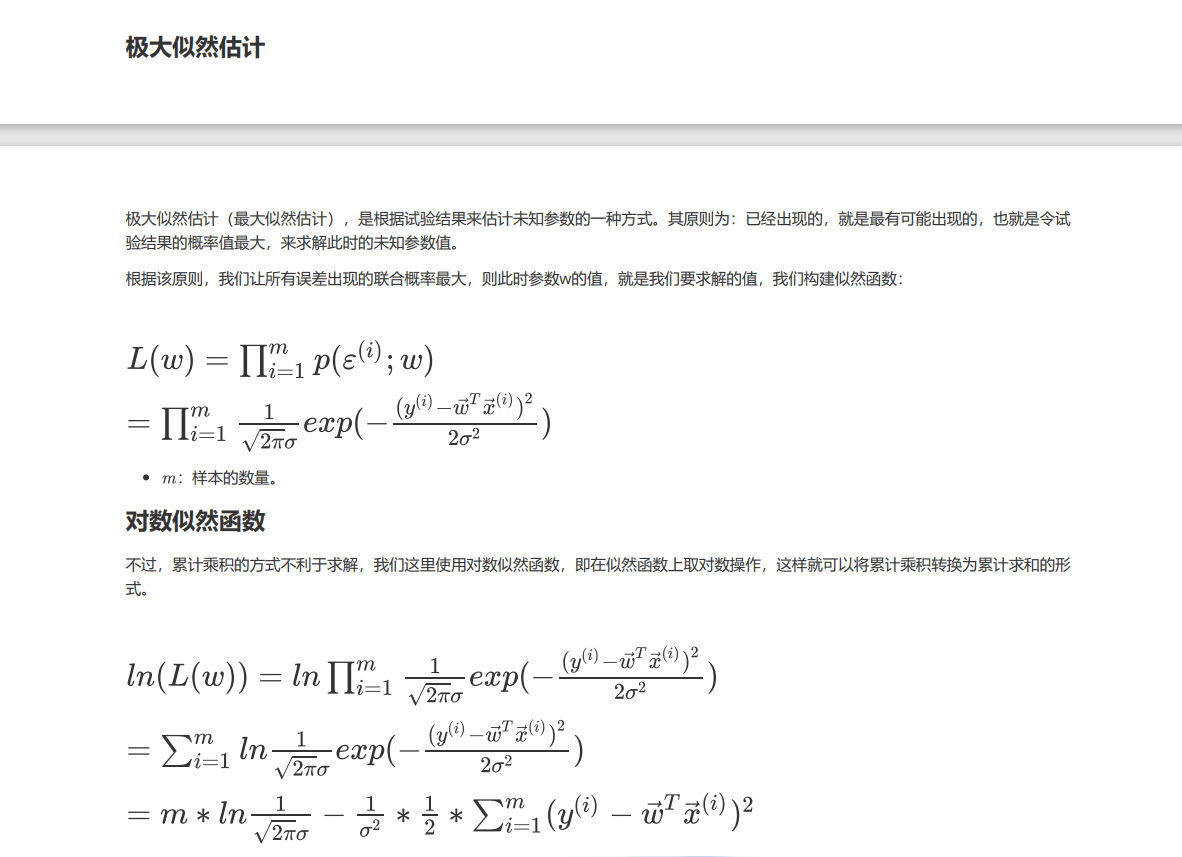 极大似然估计
极大似然估计（最大似然估计），是根据试验结果来估计未知参数的一种方式。其原则为：已经出现的，就是最有可能出现的，也就是令试
验结果的概率值最大，来求解此时的未知参数值。
根据该原则，我们让所有误差出现的联合概率最大，则此时参数w的值，就是我们要求解的值，我们构建似然函数：
$L(w) = \prod_{i=1}^{m} p(\varepsilon^{(i)}; w)$
$= \prod_{i=1}^{m} \frac{1}{\sqrt{2\pi}\sigma} exp(-\frac{(y^{(i)} - \vec{w}^T \vec{x}^{(i)})^2}{2\sigma^2})$
• $m$：样本的数量。
对数似然函数
不过，累计乘积的方式不利于求解，我们这里使用对数似然函数，即在似然函数上取对数操作，这样就可以将累计乘积转换为累计求和的形
式。
$ln(L(w)) = ln \prod_{i=1}^{m} \frac{1}{\sqrt{2\pi}\sigma} exp(-\frac{(y^{(i)} - \vec{w}^T \vec{x}^{(i)})^2}{2\sigma^2})$
$= \sum_{i=1}^{m} ln \frac{1}{\sqrt{2\pi}\sigma} exp(-\frac{(y^{(i)} - \vec{w}^T \vec{x}^{(i)})^2}{2\sigma^2})$
$= m * ln \frac{1}{\sqrt{2\pi}\sigma} - \frac{1}{\sigma^2} * \frac{1}{2} * \sum_{i=1}^{m} (y^{(i)} - \vec{w}^T \vec{x}^{(i)})^2$